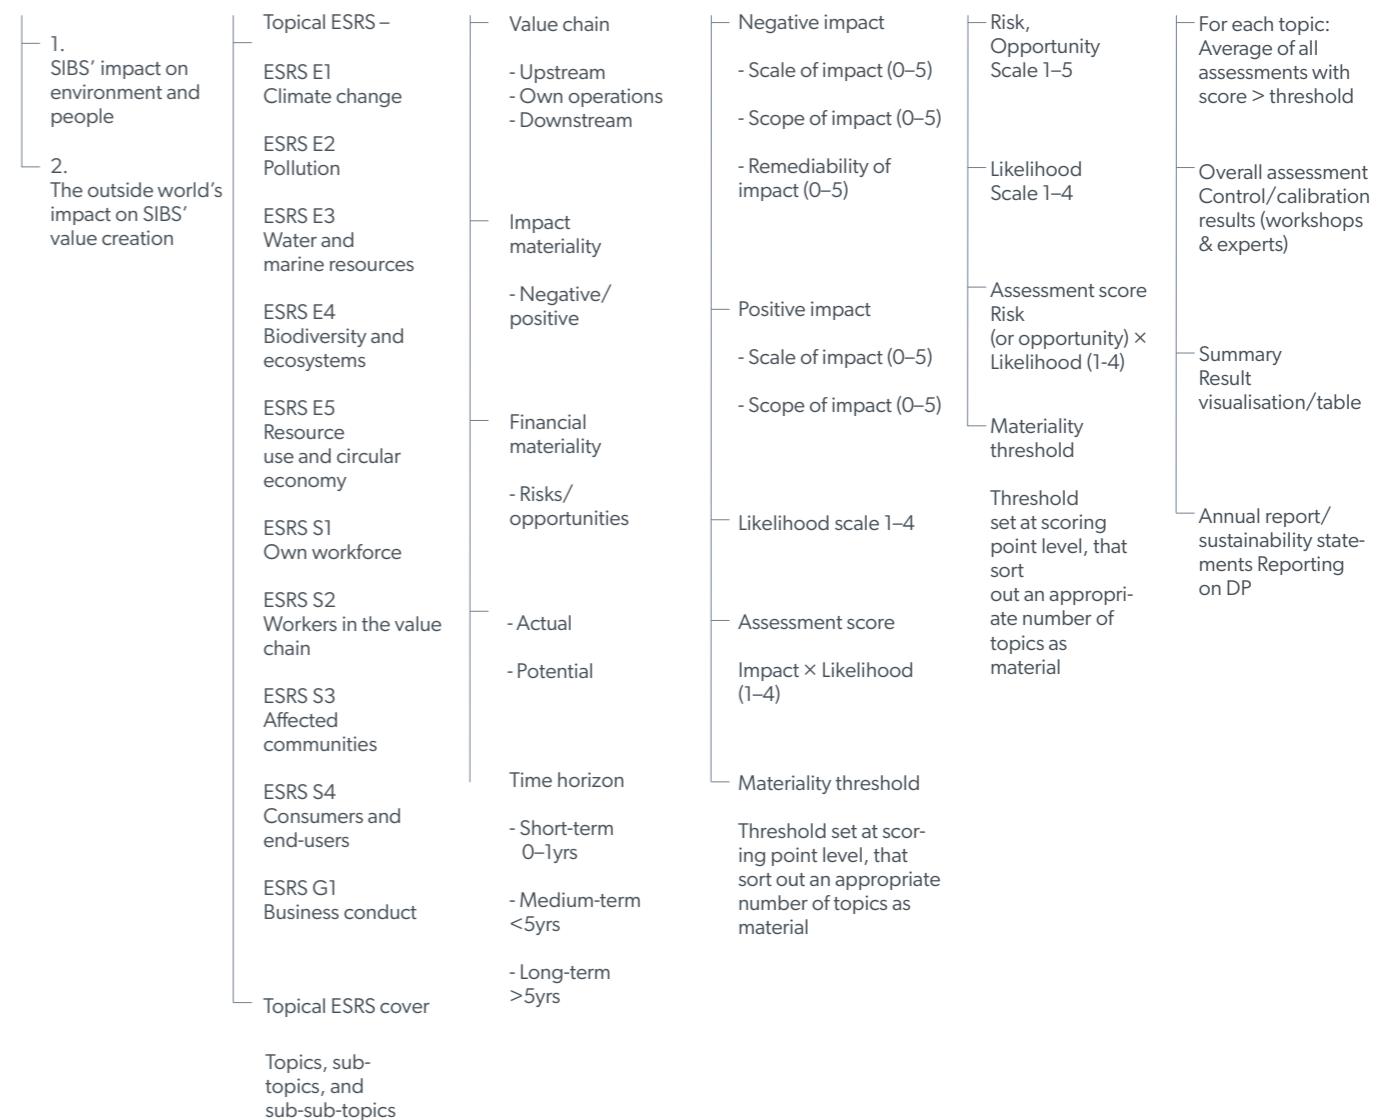 1.
SIBS’ impact on
environment and
people
2.
The outside world’s
impact on SIBS’
value creation
Topical ESRS –
ESRS E1
Climate change
ESRS E2
Pollution
ESRS E3
Water and
marine resources
ESRS E4
Biodiversity and
ecosystems
ESRS E5
Resource
use and circular
economy
ESRS S1
Own workforce
ESRS S2
Workers in the value
chain
ESRS S3
Affected
communities
ESRS S4
Consumers and
end-users
ESRS G1
Business conduct
Topical ESRS cover
Topics, sub-
topics, and
sub-sub-topics
Value chain
- Upstream
- Own operations
- Downstream
Impact
materiality
- Negative/
positive
Financial
materiality
- Risks/
opportunities
- Actual
- Potential
Time horizon
- Short-term
0–1yrs
- Medium-term
<5yrs
- Long-term
>5yrs
Negative impact
- Scale of impact (0–5)
- Scope of impact (0–5)
- Remediability of
impact (0–5)
Positive impact
- Scale of impact (0–5)
- Scope of impact (0–5)
Likelihood scale 1–4
Assessment score
Impact × Likelihood
(1–4)
Materiality threshold
Threshold set at scor-
ing point level, that
sort out an appropriate
number of topics as
material
Risk,
Opportunity
Scale 1–5
Likelihood
Scale 1–4
Assessment score
Risk
(or opportunity) ×
Likelihood (1-4)
Materiality
threshold
Threshold
set at scoring
point level, that
sort
out an appropri-
ate number of
topics as
material
For each topic:
Average of all
assessments with
score > threshold
Overall assessment
Control/calibration
results (workshops
& experts)
Summary
Result
visualisation/table
Annual report/
sustainability state-
ments Reporting
on DP